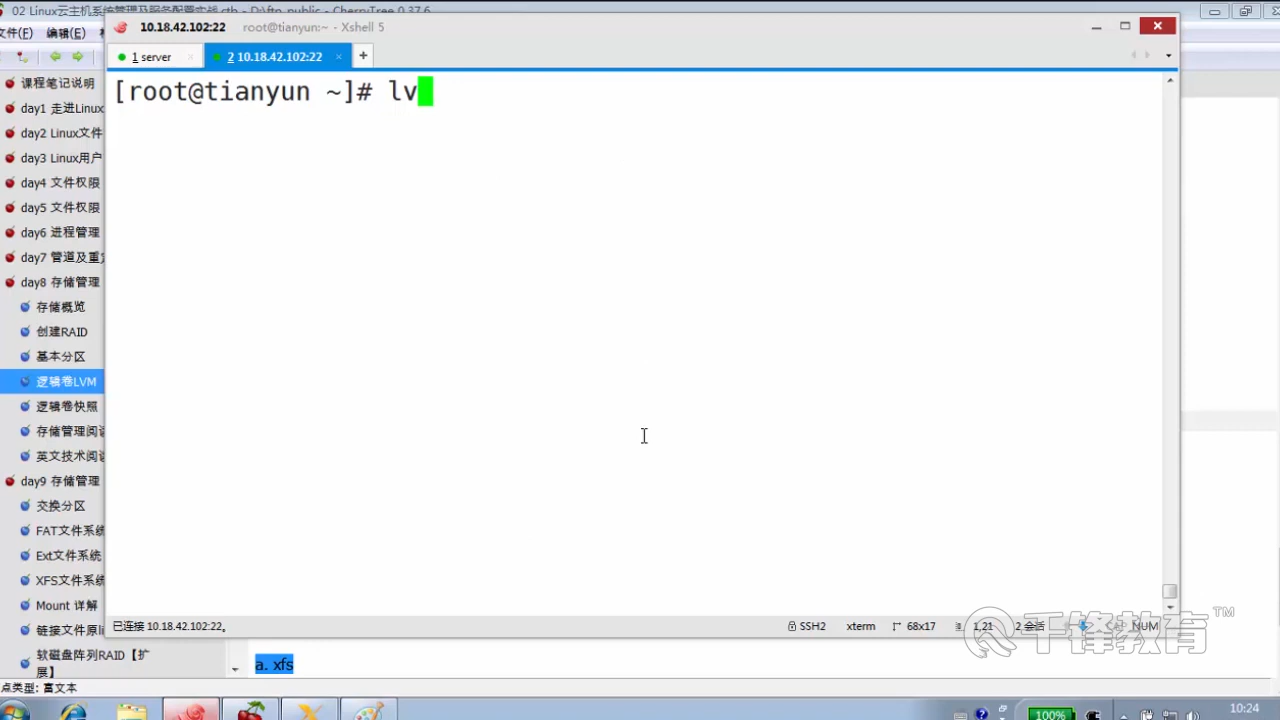 02 Linux云主机系统管理及服务配置实战.ctb - D:\ftp_public - CherryTree 0.37.6
文件(F) 编辑(E)
10.18.42.102:22 root@tianyun:~ - Xshell 5
1 server × 2 10.18.42.102:22 × +
[root@tianyun ~]# lv
课程笔记说明
day1 走进Linux
day2 Linux文件
day3 Linux用户
day4 文件权限
day5 文件权限
day6 进程管理
day7 管道及重定
day8 存储管理
存储概览
创建RAID
基本分区
逻辑卷LVM
逻辑卷快照
存储管理阅读
英文技术阅读
day9 存储管理
交换分区
FAT文件系统
Ext文件系统
XFS文件系统
Mount 详解
链接文件原li
软磁盘阵列RAID【扩
展】
已连接 10.18.42.102:22。 SSH2 xterm 68x17 1,21 2 会话 CAP NUM
千锋教育™
a. xfs
点类型: 富文本
100% 10:24